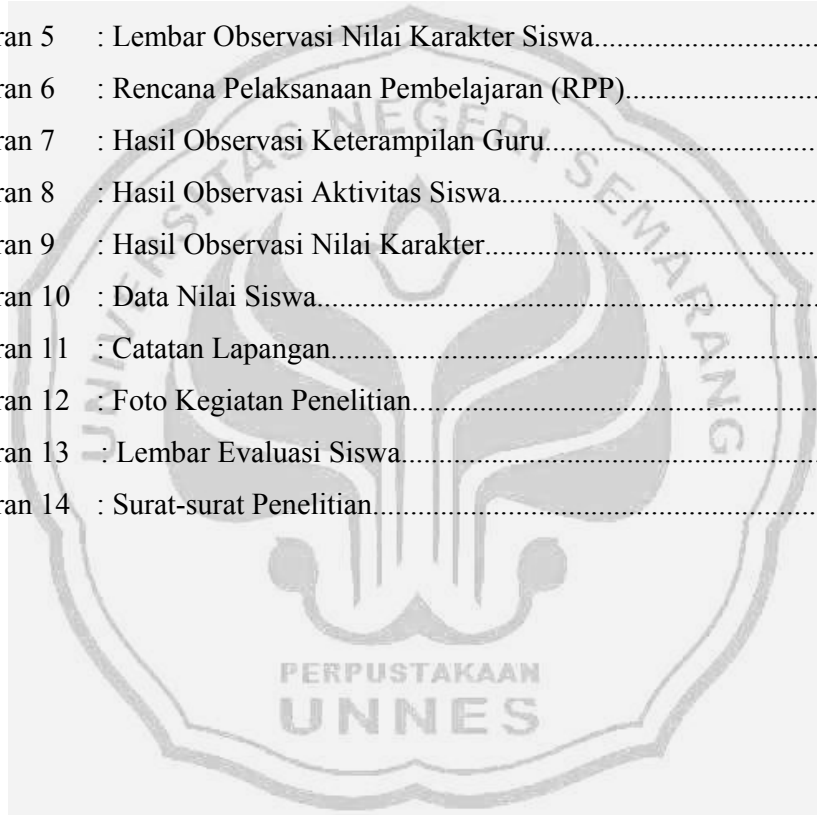 ran 5 : Lembar Observasi Nilai Karakter Siswa..............................
ran 6 : Rencana Pelaksanaan Pembelajaran (RPP)..........................
ran 7 : Hasil Observasi Keterampilan Guru.....................................
ran 8 : Hasil Observasi Aktivitas Siswa...........................................
ran 9 : Hasil Observasi Nilai Karakter.............................................
ran 10 : Data Nilai Siswa....................................................................
ran 11 : Catatan Lapangan..................................................................
ran 12 : Foto Kegiatan Penelitian.......................................................
ran 13 : Lembar Evaluasi Siswa.........................................................
ran 14 : Surat-surat Penelitian............................................................
UNIVERSITAS NEGERI SEMARANG
PERPUSTAKAAN
UNNES